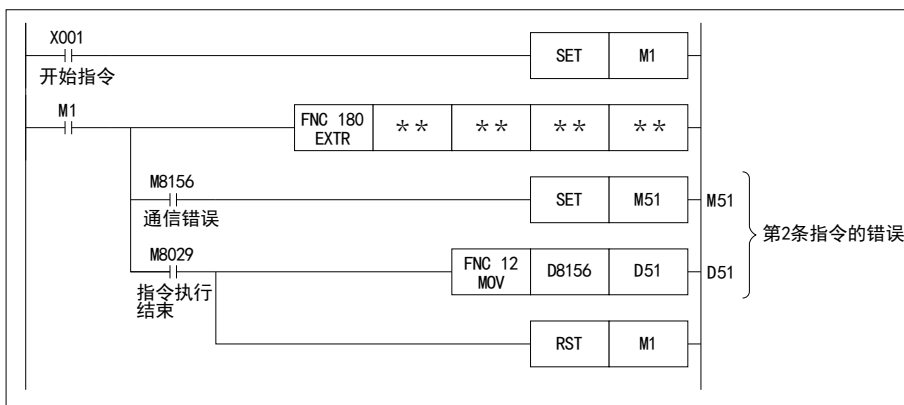 X001
SET M1
开始指令
M1
FNC 180 EXTR ** ** ** **
M8156
SET M51 M51
通信错误
第2条指令的错误
M8029
FNC 12 MOV D8156 D51 D51
指令执行
结束
RST M1